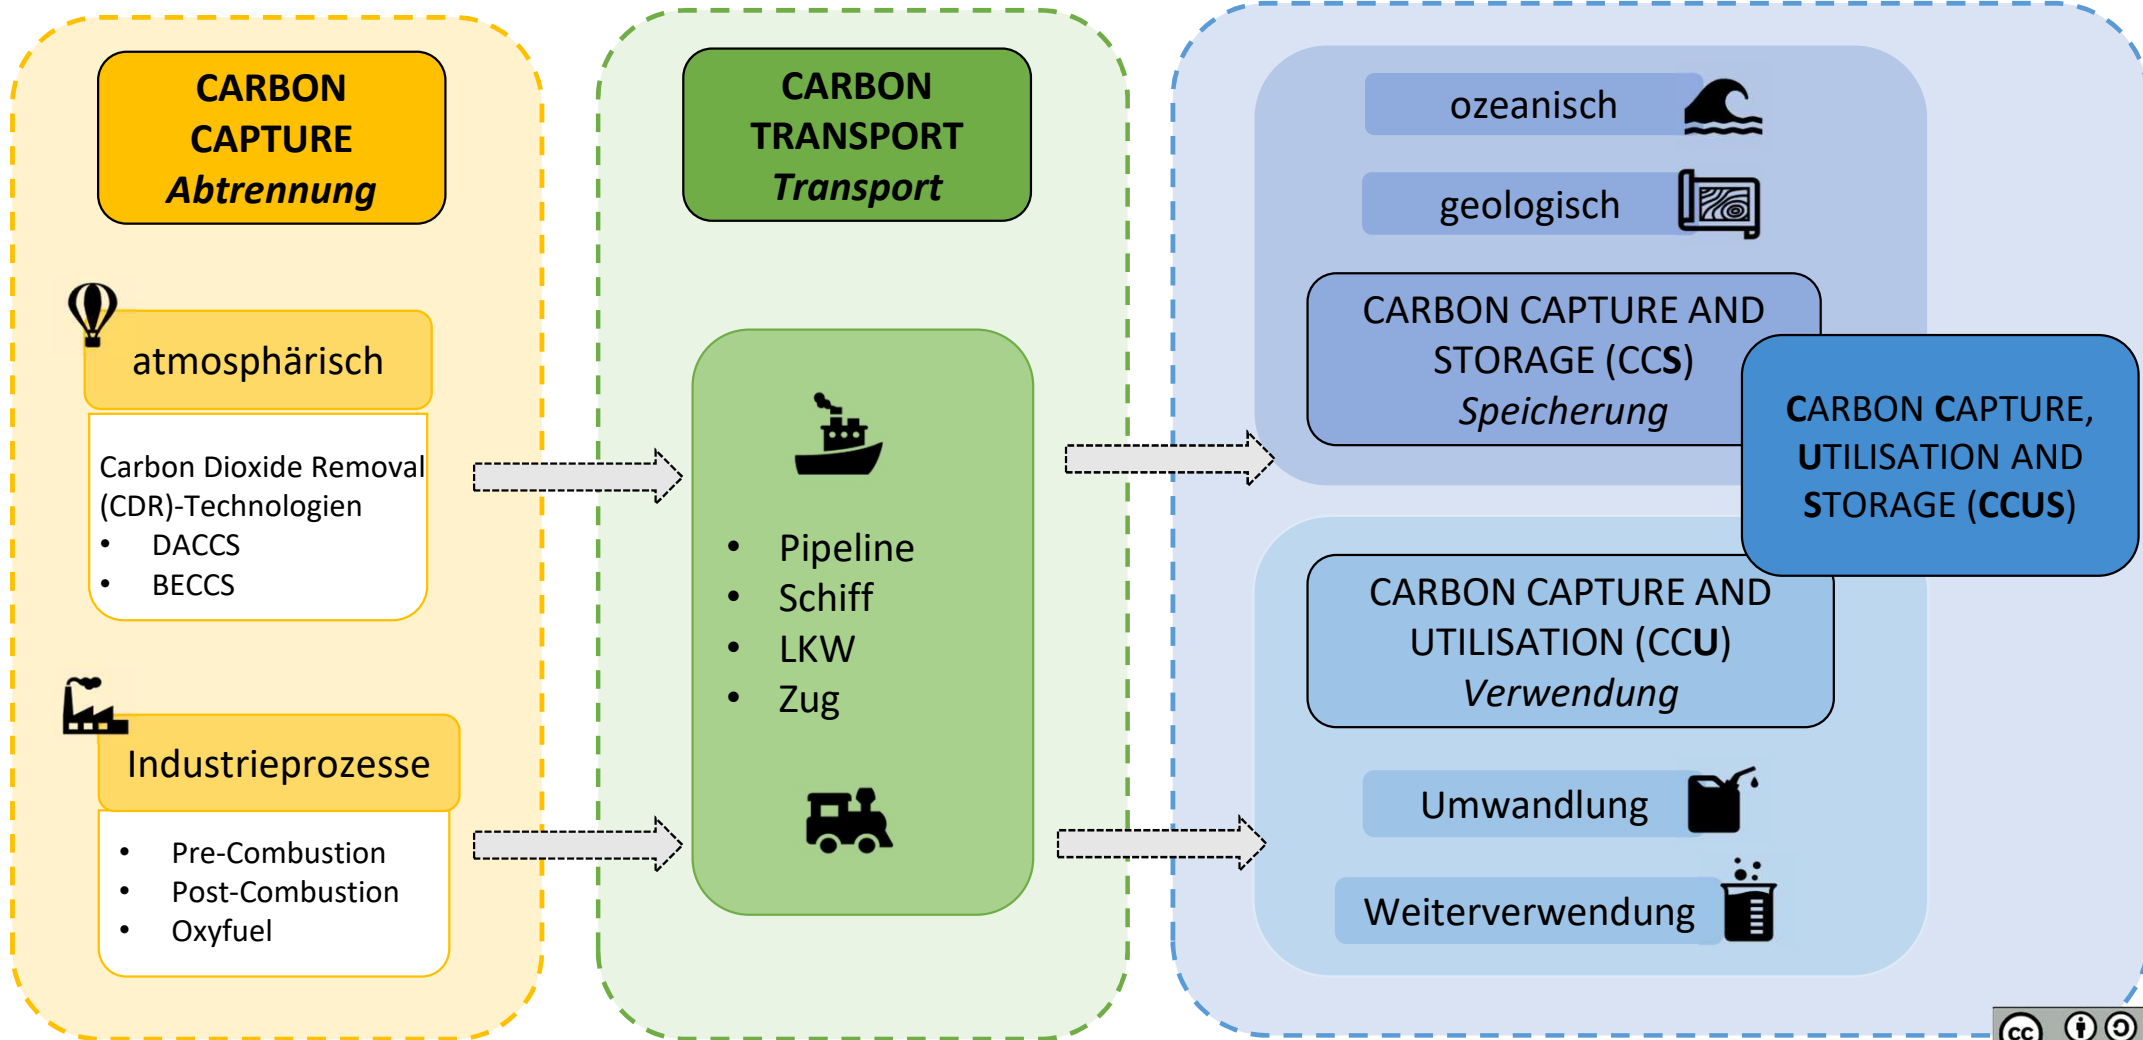 CARBON
CAPTURE
Abtrennung
atmosphärisch
Carbon Dioxide Removal
(CDR)-Technologien
• DACCS
• BECCS
Industrieprozesse
• Pre-Combustion
• Post-Combustion
• Oxyfuel
CARBON
TRANSPORT
Transport
• Pipeline
• Schiff
• LKW
• Zug
ozeanisch
geologisch
CARBON CAPTURE AND
STORAGE (CCS)
Speicherung
CARBON CAPTURE,
UTILISATION AND
STORAGE (CCUS)
CARBON CAPTURE AND
UTILISATION (CCU)
Verwendung
Umwandlung
Weiterverwendung
cc